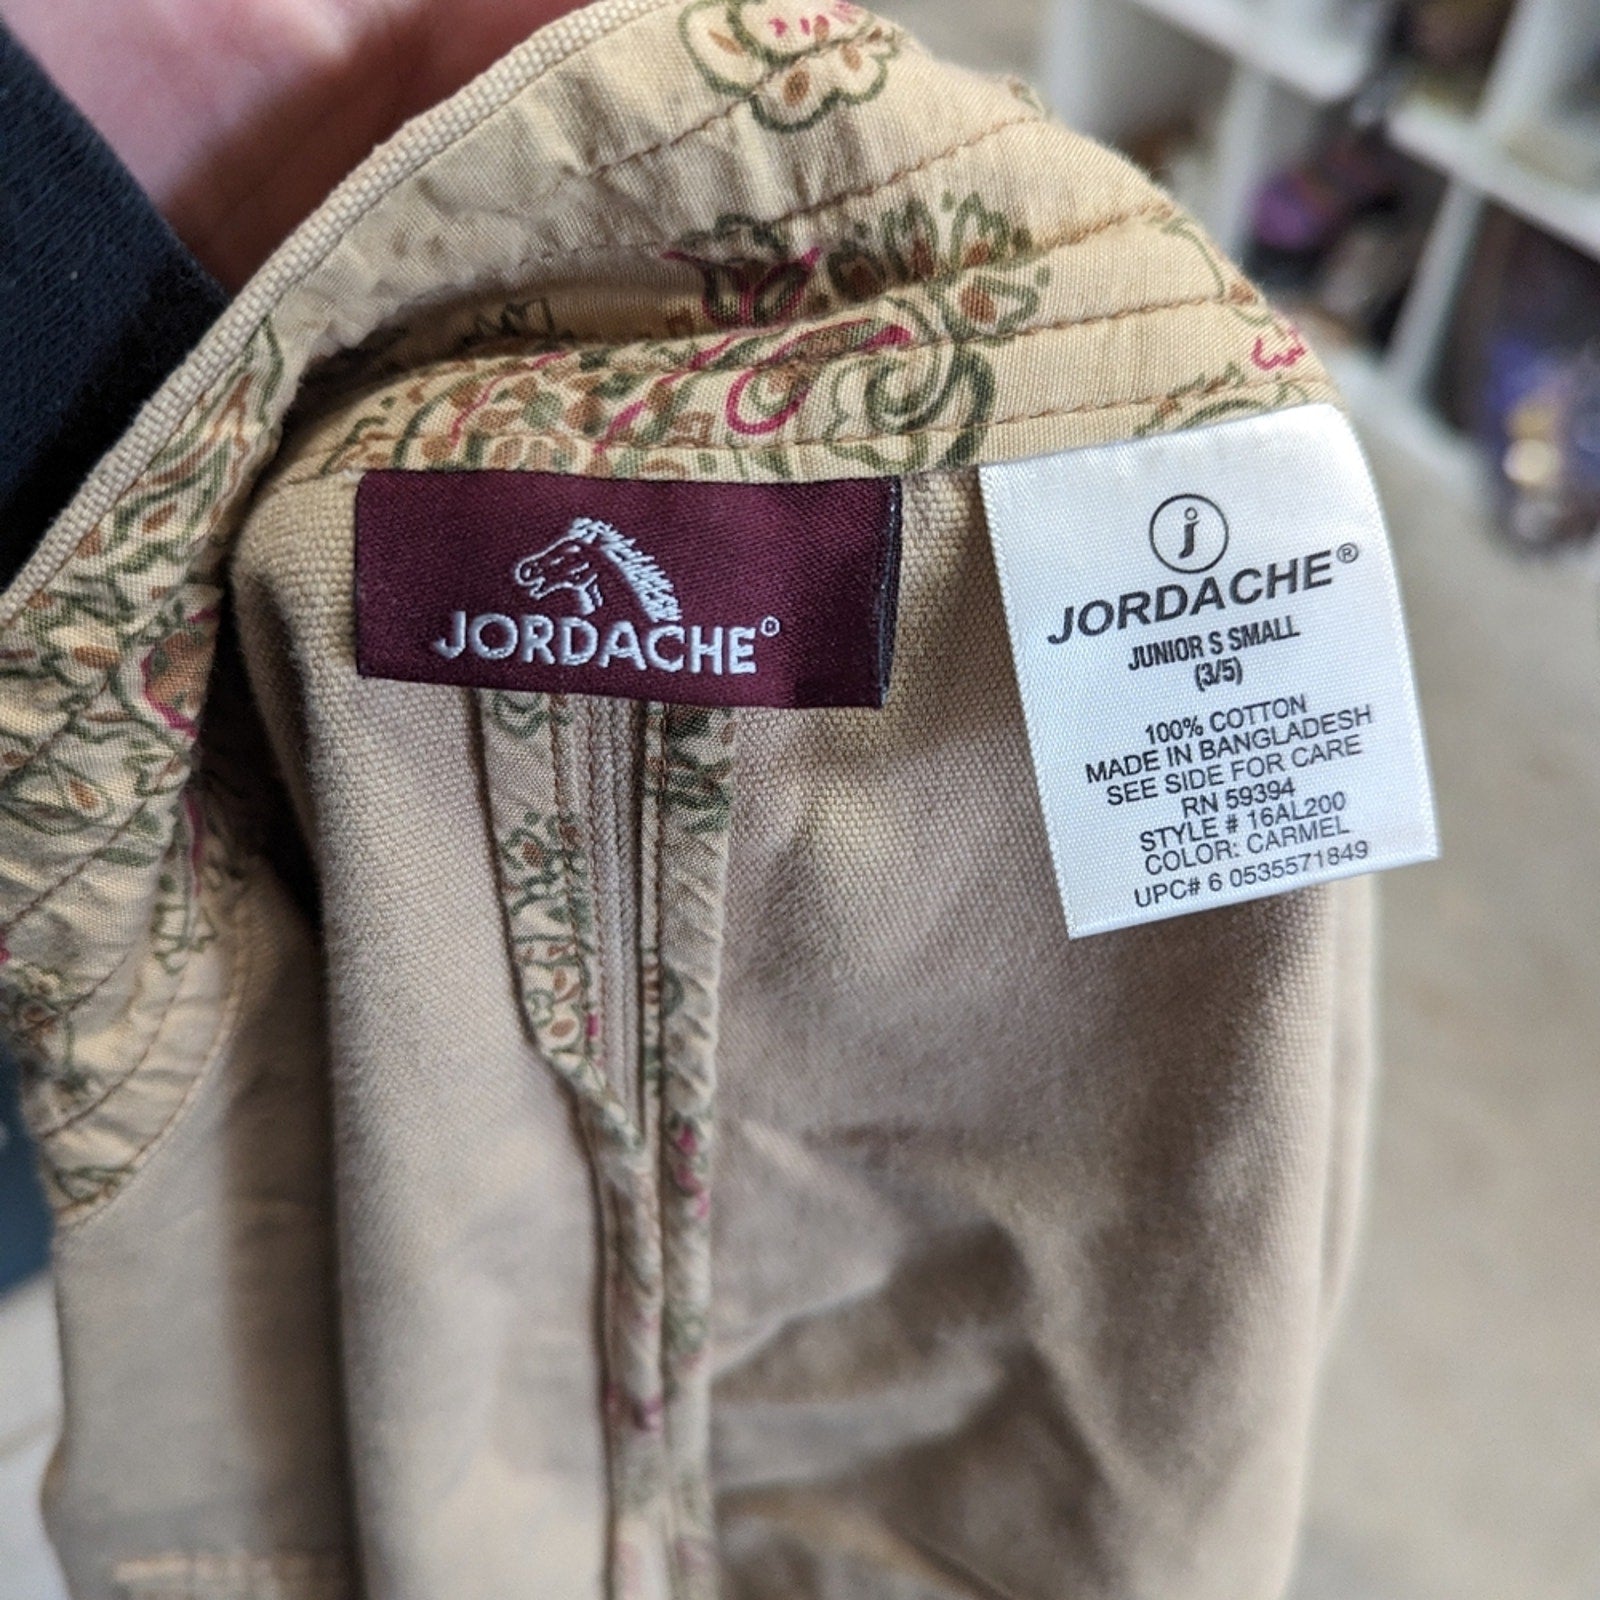 JORDACHE®
j
JORDACHE®
JUNIOR S SMALL
(3/5)
100% COTTON
MADE IN BANGLADESH
SEE SIDE FOR CARE
RN 59394
STYLE # 16AL200
COLOR: CARMEL
UPC# 6 0535571849